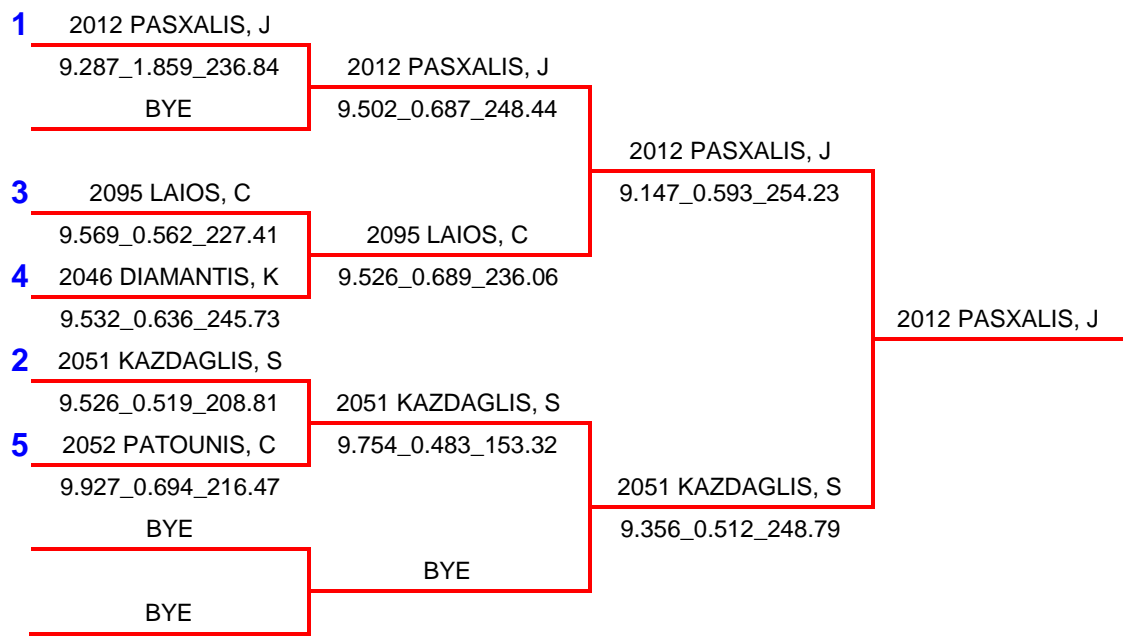 1 2012 PASXALIS, J
9.287_1.859_236.84
BYE
3 2095 LAIOS, C
9.569_0.562_227.41
4 2046 DIAMANTIS, K
9.532_0.636_245.73
2 2051 KAZDAGLIS, S
9.526_0.519_208.81
5 2052 PATOUNIS, C
9.927_0.694_216.47
BYE
BYE
2012 PASXALIS, J
9.502_0.687_248.44
2095 LAIOS, C
9.526_0.689_236.06
2051 KAZDAGLIS, S
9.754_0.483_153.32
BYE
2012 PASXALIS, J
9.147_0.593_254.23
2051 KAZDAGLIS, S
9.356_0.512_248.79
2012 PASXALIS, J